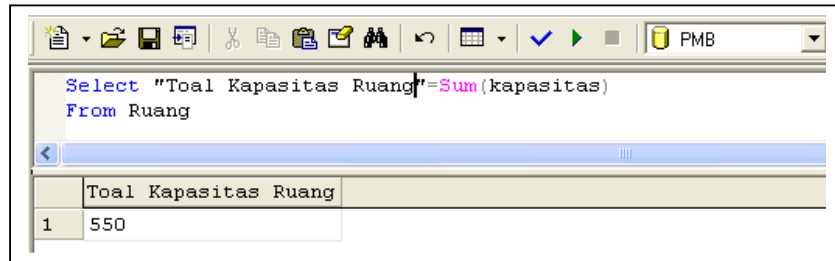 PMB
Select "Toal Kapasitas Ruang"=Sum(kapasitas)
From Ruang
Toal Kapasitas Ruang
1 550